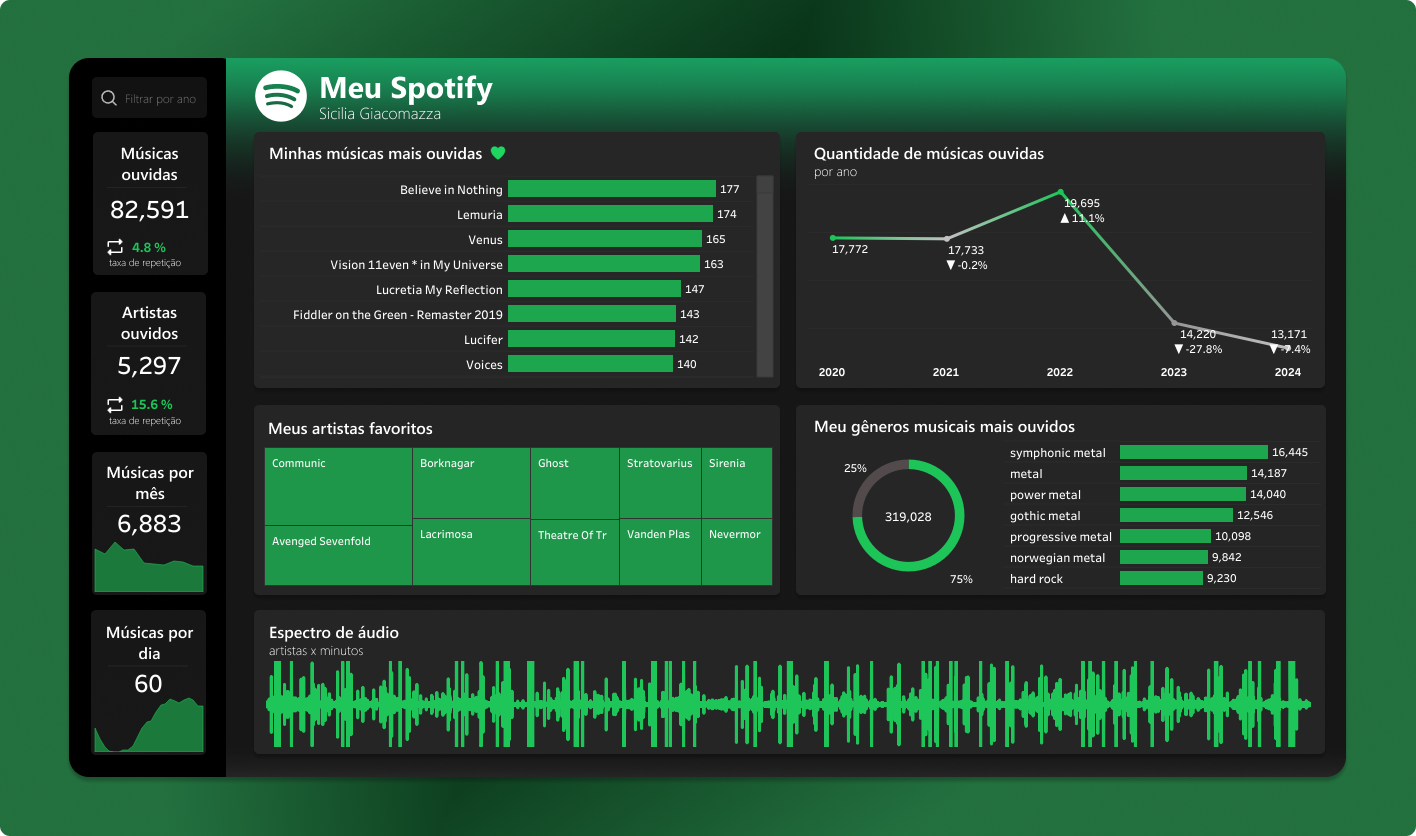 Filtrar por ano
Músicas
ouvidas
82,591
4.8 %
taxa de repetição
Artistas
ouvidos
5,297
15.6 %
taxa de repetição
Músicas por
mês
6,883
Músicas por
dia
60
Meu Spotify
Sicilia Giacomazza
Minhas músicas mais ouvidas
Believe in Nothing 177
Lemuria 174
Venus 165
Vision 11even * in My Universe 163
Lucretia My Reflection 147
Fiddler on the Green - Remaster 2019 143
Lucifer 142
Voices 140
Quantidade de músicas ouvidas
por ano
17,772
17,733
▼ -0.2%
19,695
▲ 11.1%
14,220
▼ -27.8%
13,171
▼ -7.4%
2020 2021 2022 2023 2024
Meus artistas favoritos
Communic Borknagar Ghost Stratovarius Sirenia
Avenged Sevenfold Lacrimosa Theatre Of Tr Vanden Plas Nevermor
Meu gêneros musicais mais ouvidos
25%
319,028
75%
symphonic metal 16,445
metal 14,187
power metal 14,040
gothic metal 12,546
progressive metal 10,098
norwegian metal 9,842
hard rock 9,230
Espectro de áudio
artistas x minutos